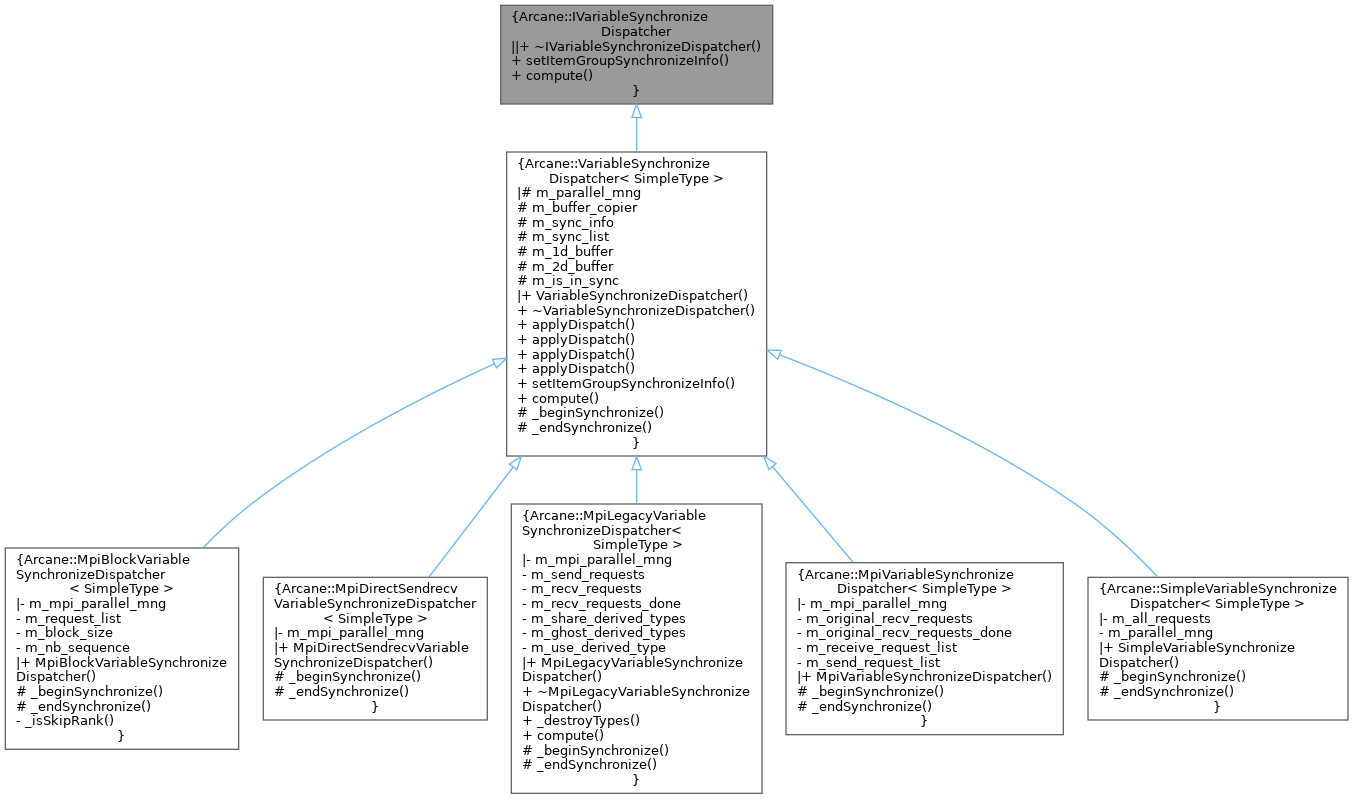 {Arcane::IVariableSynchronize
Dispatcher
||+ ~IVariableSynchronizeDispatcher()
+ setItemGroupSynchronizeInfo()
+ compute()
}
{Arcane::VariableSynchronize
Dispatcher< SimpleType >
|# m_parallel_mng
# m_buffer_copier
# m_sync_info
# m_sync_list
# m_1d_buffer
# m_2d_buffer
# m_is_in_sync
|+ VariableSynchronizeDispatcher()
+ ~VariableSynchronizeDispatcher()
+ applyDispatch()
+ applyDispatch()
+ applyDispatch()
+ applyDispatch()
+ setItemGroupSynchronizeInfo()
+ compute()
# _beginSynchronize()
# _endSynchronize()
}
{Arcane::MpiBlockVariable
SynchronizeDispatcher
< SimpleType >
|- m_mpi_parallel_mng
- m_request_list
- m_block_size
- m_nb_sequence
|+ MpiBlockVariableSynchronize
Dispatcher()
# _beginSynchronize()
# _endSynchronize()
- _isSkipRank()
}
{Arcane::MpiDirectSendrecv
VariableSynchronizeDispatcher
< SimpleType >
|- m_mpi_parallel_mng
|+ MpiDirectSendrecvVariable
SynchronizeDispatcher()
# _beginSynchronize()
# _endSynchronize()
}
{Arcane::MpiLegacyVariable
SynchronizeDispatcher<
SimpleType >
|- m_mpi_parallel_mng
- m_send_requests
- m_recv_requests
- m_recv_requests_done
- m_share_derived_types
- m_ghost_derived_types
- m_use_derived_type
|+ MpiLegacyVariableSynchronize
Dispatcher()
+ ~MpiLegacyVariableSynchronize
Dispatcher()
+ _destroyTypes()
+ compute()
# _beginSynchronize()
# _endSynchronize()
}
{Arcane::MpiVariableSynchronize
Dispatcher< SimpleType >
|- m_mpi_parallel_mng
- m_original_recv_requests
- m_original_recv_requests_done
- m_receive_request_list
- m_send_request_list
|+ MpiVariableSynchronizeDispatcher()
# _beginSynchronize()
# _endSynchronize()
}
{Arcane::SimpleVariableSynchronize
Dispatcher< SimpleType >
|- m_all_requests
- m_parallel_mng
|+ SimpleVariableSynchronize
Dispatcher()
# _beginSynchronize()
# _endSynchronize()
}